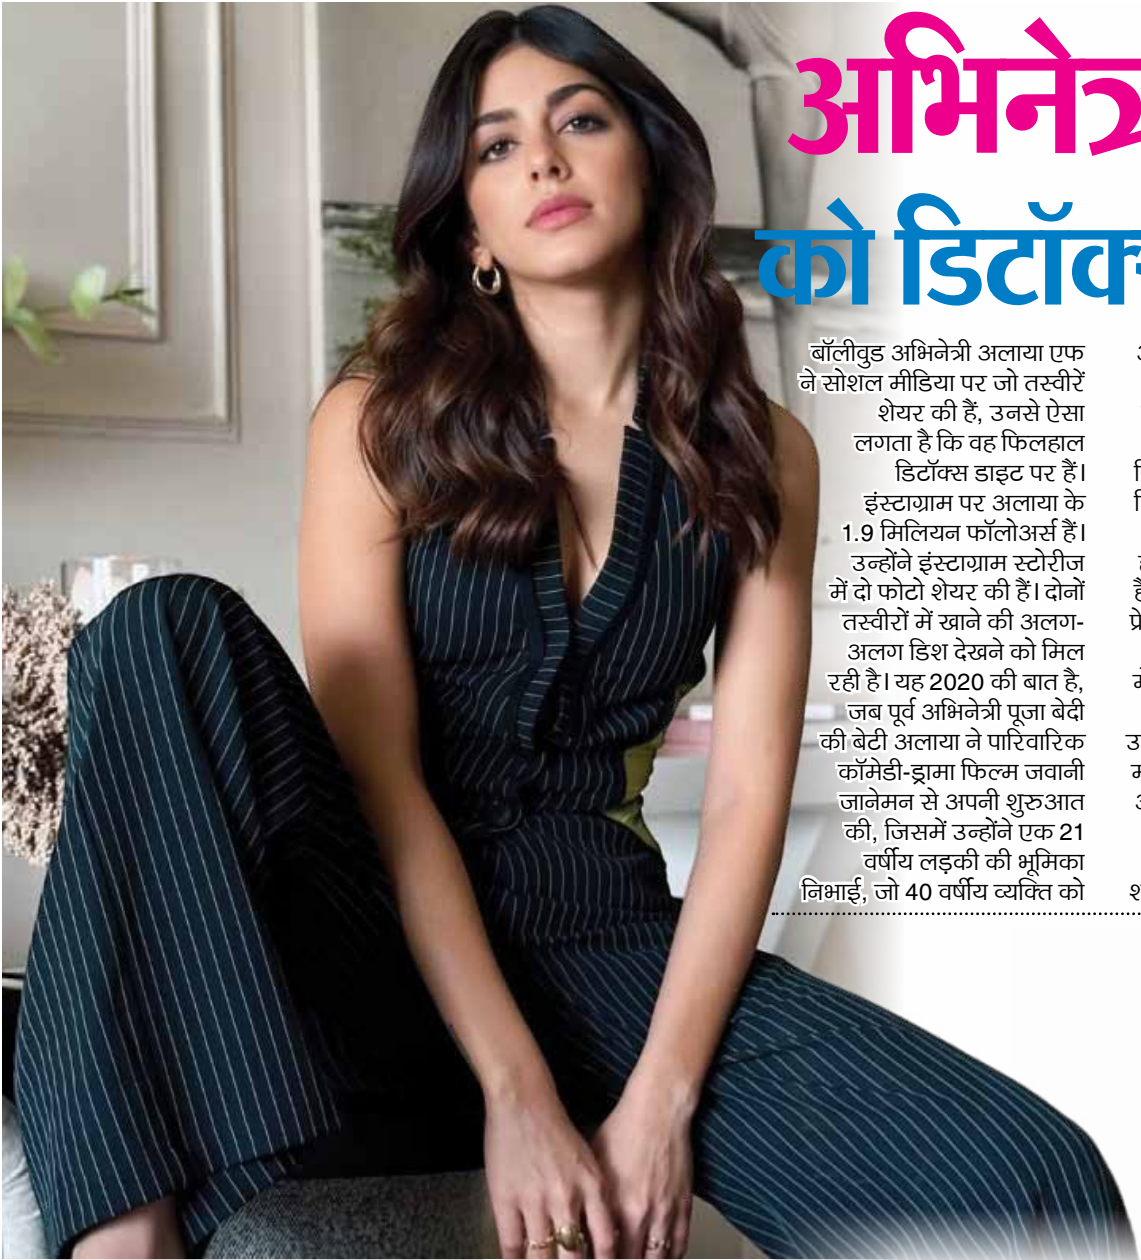 अभिनेत्र
को डिटॉक्
बॉलीवुड अभिनेत्री अलाया एफ
ने सोशल मीडिया पर जो तस्वीरें
शेयर की हैं, उनसे ऐसा
लगता है कि वह फिलहाल
डिटॉक्स डाइट पर हैं।
इंस्टाग्राम पर अलाया के
1.9 मिलियन फॉलोअर्स हैं।
उन्होंने इंस्टाग्राम स्टोरीज
में दो फोटो शेयर की हैं। दोनों
तस्वीरों में खाने की अलग-
अलग डिश देखने को मिल
रही है। यह 2020 की बात है,
जब पूर्व अभिनेत्री पूजा बेदी
की बेटी अलाया ने पारिवारिक
कॉमेडी-ड्रामा फिल्म जवानी
जानेमन से अपनी शुरुआत
की, जिसमें उन्होंने एक 21
वर्षीय लड़की की भूमिका
निभाई, जो 40 वर्षीय व्यक्ति को